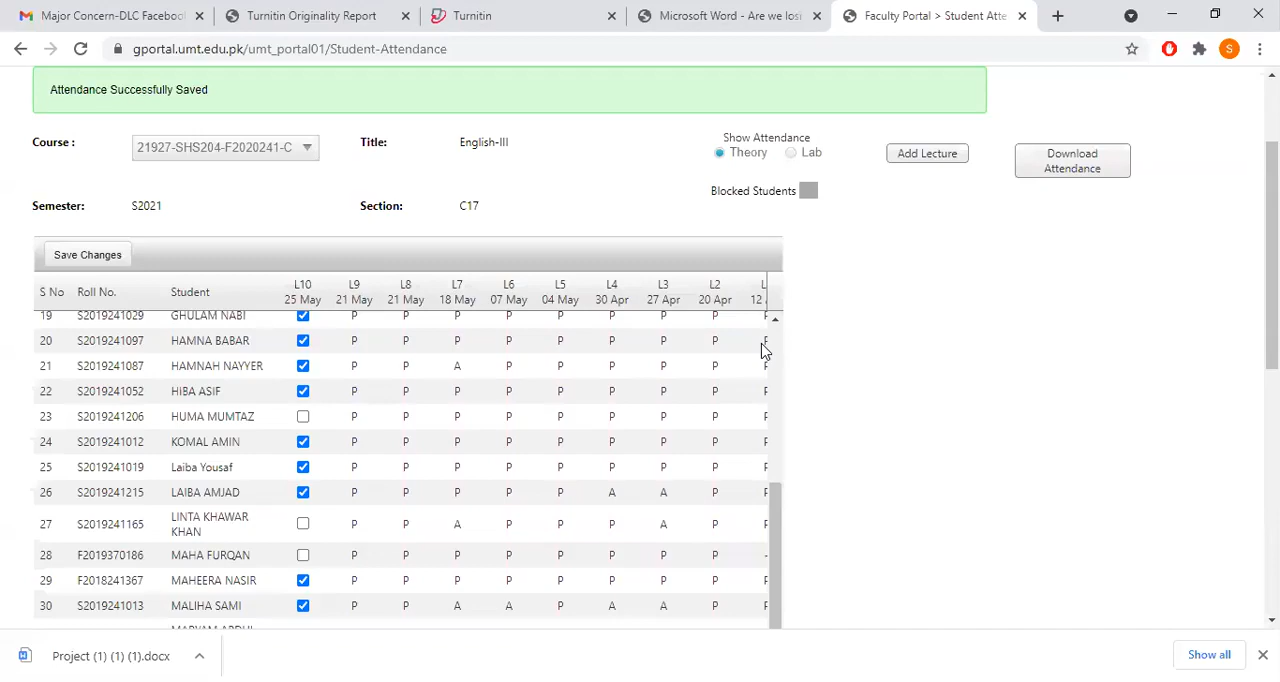 Major Concern-DLC Facebook
Turnitin Originality Report
Turnitin
Microsoft Word - Are we losi
Faculty Portal > Student Atte
gportal.umt.edu.pk/umt_portal01/Student-Attendance
S
Attendance Successfully Saved
Course :
21927-SHS204-F2020241-C
Title:
English-III
Show Attendance
Theory
Lab
Add Lecture
Download
Attendance
Blocked Students
Semester:
S2021
Section:
C17
Save Changes
S No Roll No. Student L10 L9 L8 L7 L6 L5 L4 L3 L2 L
25 May 21 May 21 May 18 May 07 May 04 May 30 Apr 27 Apr 20 Apr 12
19 S2019241029 GHULAM NABI P P P P P P P P
20 S2019241097 HAMNA BABAR P P P P P P P P
21 S2019241087 HAMNAH NAYYER P P A P P P P P
22 S2019241052 HIBA ASIF P P P P P P P P
23 S2019241206 HUMA MUMTAZ P P P P P P P P
24 S2019241012 KOMAL AMIN P P P P P P P P
25 S2019241019 Laiba Yousaf P P P P P P P P
26 S2019241215 LAIBA AMJAD P P P P P A A P
27 S2019241165 LINTA KHAWAR KHAN P P A P P P A P
28 F2019370186 MAHA FURQAN P P P P P P P P -
29 F2018241367 MAHEERA NASIR P P P P P P P P
30 S2019241013 MALIHA SAMI P P A A P A A P
Project (1) (1) (1).docx
Show all